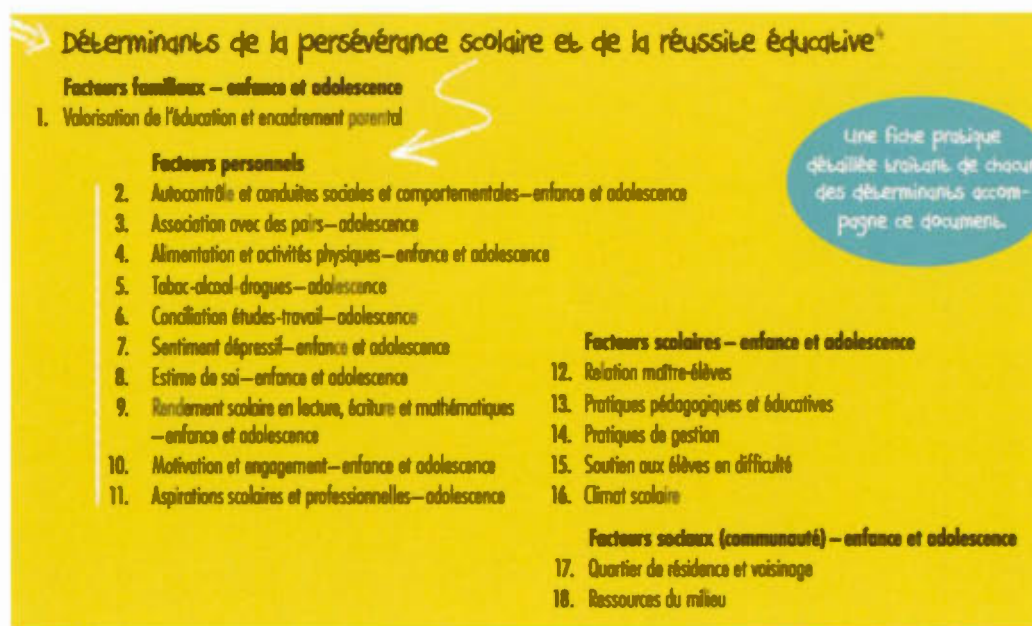 Déterminants de la persévérance scolaire et de la réussite éducative*
Facteurs familiaux – enfance et adolescence
1. Valorisation de l'éducation et encadrement parental
Facteurs personnels
2. Autocontrôle et conduites sociales et comportementales–enfance et adolescence
3. Association avec des pairs–adolescence
4. Alimentation et activités physiques–enfance et adolescence
5. Tabac-alcool-drogues–adolescence
6. Conciliation études-travail–adolescence
7. Sentiment dépressif–enfance et adolescence
8. Estime de soi–enfance et adolescence
9. Rendement scolaire en lecture, écriture et mathématiques
–enfance et adolescence
10. Motivation et engagement–enfance et adolescence
11. Aspirations scolaires et professionnelles–adolescence
Une fiche pratique
détaillée traitant de chacun
des déterminants accom-
pagne ce document.
Facteurs scolaires – enfance et adolescence
12. Relation maître-élèves
13. Pratiques pédagogiques et éducatives
14. Pratiques de gestion
15. Soutien aux élèves en difficulté
16. Climat scolaire
Facteurs sociaux (communauté) – enfance et adolescence
17. Quartier de résidence et voisinage
18. Ressources du milieu